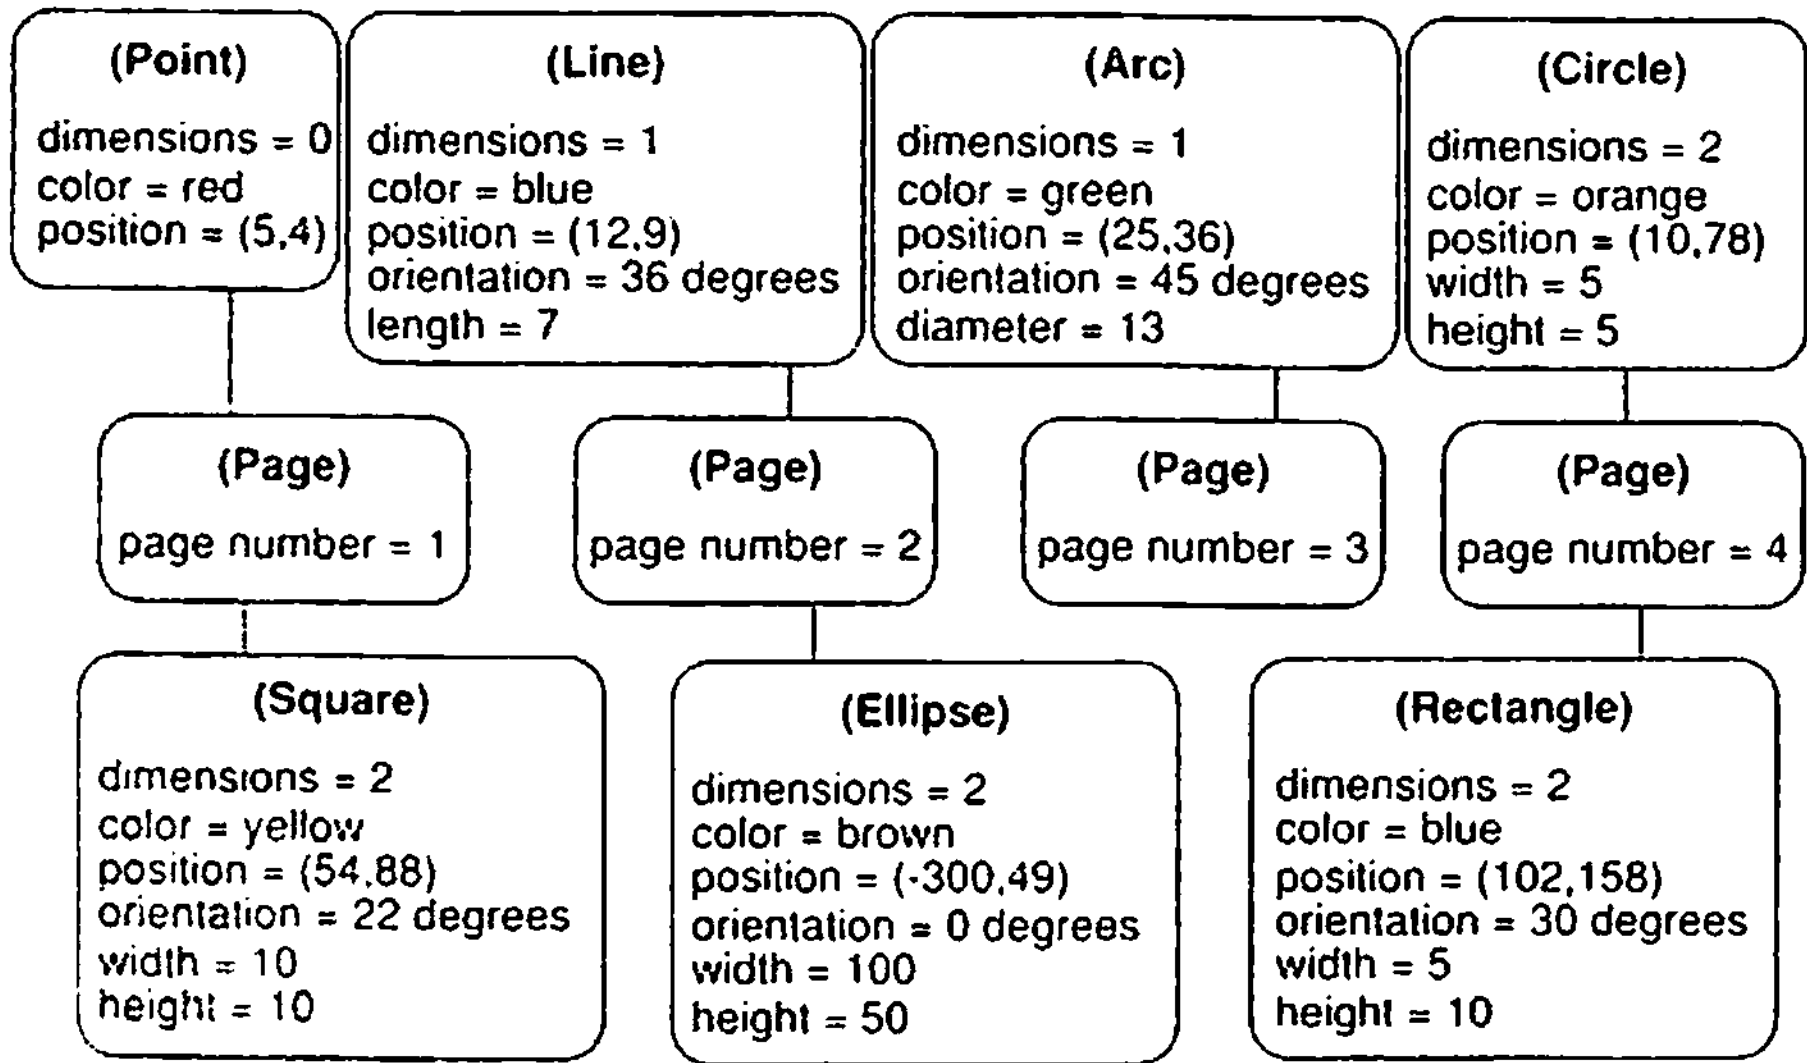 (Point)
dimensions = 0
color = red
position = (5,4)
(Line)
dimensions = 1
color = blue
position = (12,9)
orientation = 36 degrees
length = 7
(Arc)
dimensions = 1
color = green
position = (25,36)
orientation = 45 degrees
diameter = 13
(Circle)
dimensions = 2
color = orange
position = (10,78)
width = 5
height = 5
(Page)
page number = 1
(Page)
page number = 2
(Page)
page number = 3
(Page)
page number = 4
(Square)
dimensions = 2
color = yellow
position = (54,88)
orientation = 22 degrees
width = 10
height = 10
(Ellipse)
dimensions = 2
color = brown
position = (-300,49)
orientation = 0 degrees
width = 100
height = 50
(Rectangle)
dimensions = 2
color = blue
position = (102,158)
orientation = 30 degrees
width = 5
height = 10